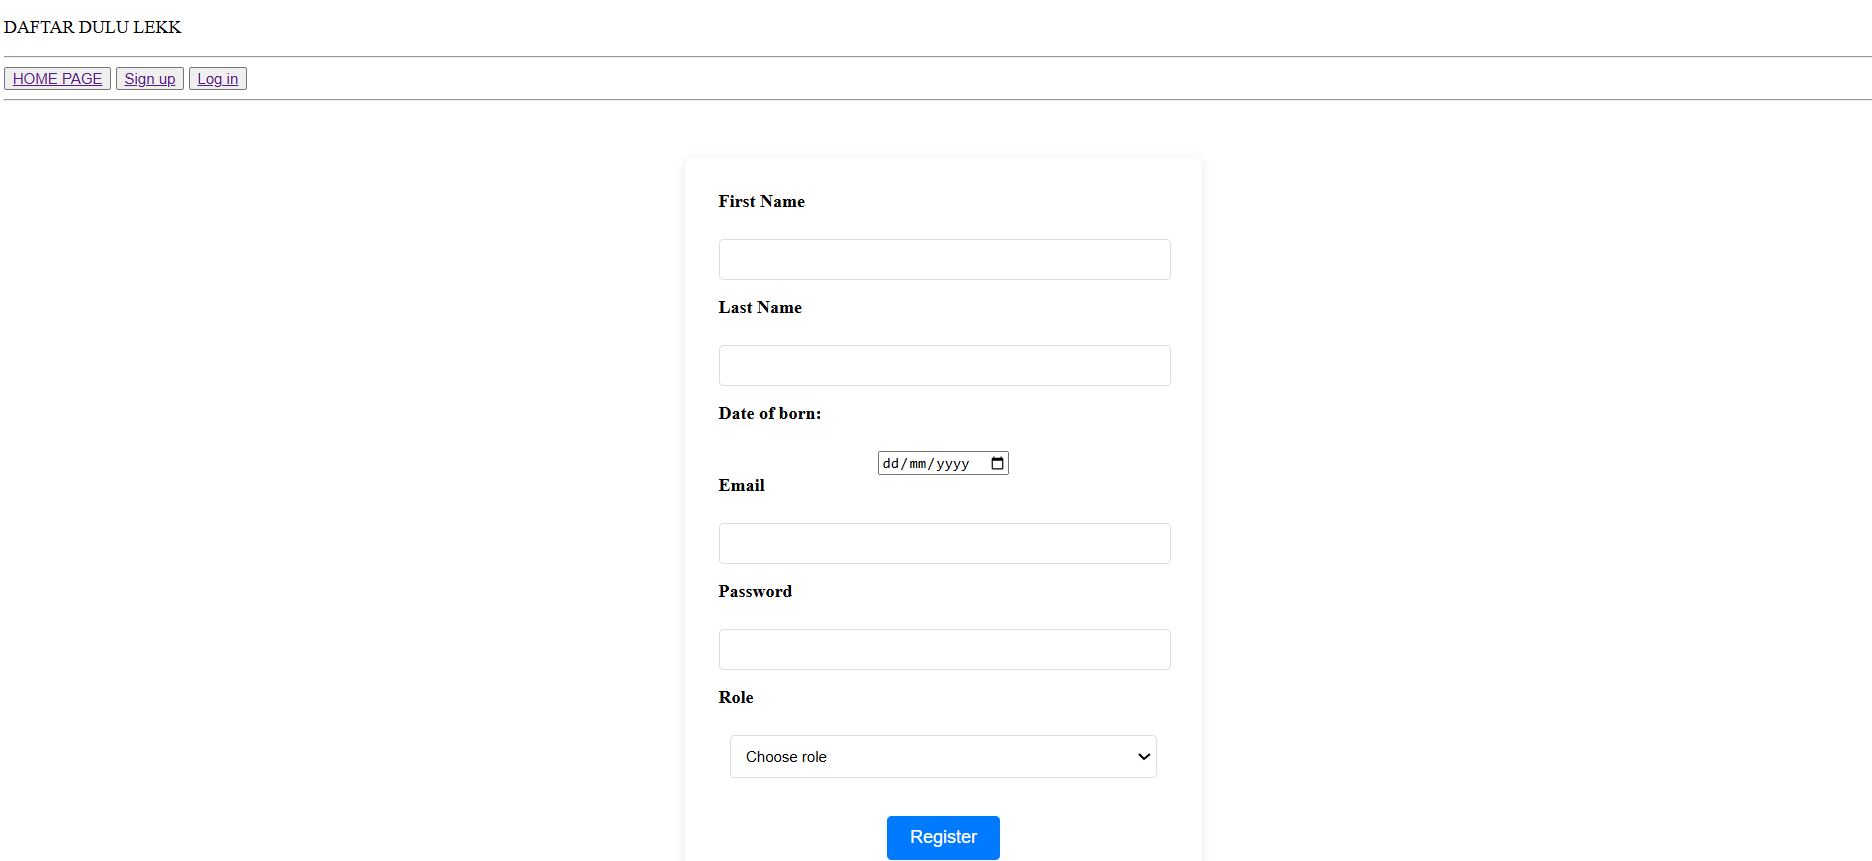 DAFTAR DULU LEKK
HOME PAGE Sign up Log in
First Name
Last Name
Date of born:
dd/mm/yyyy
Email
Password
Role
Choose role
Register